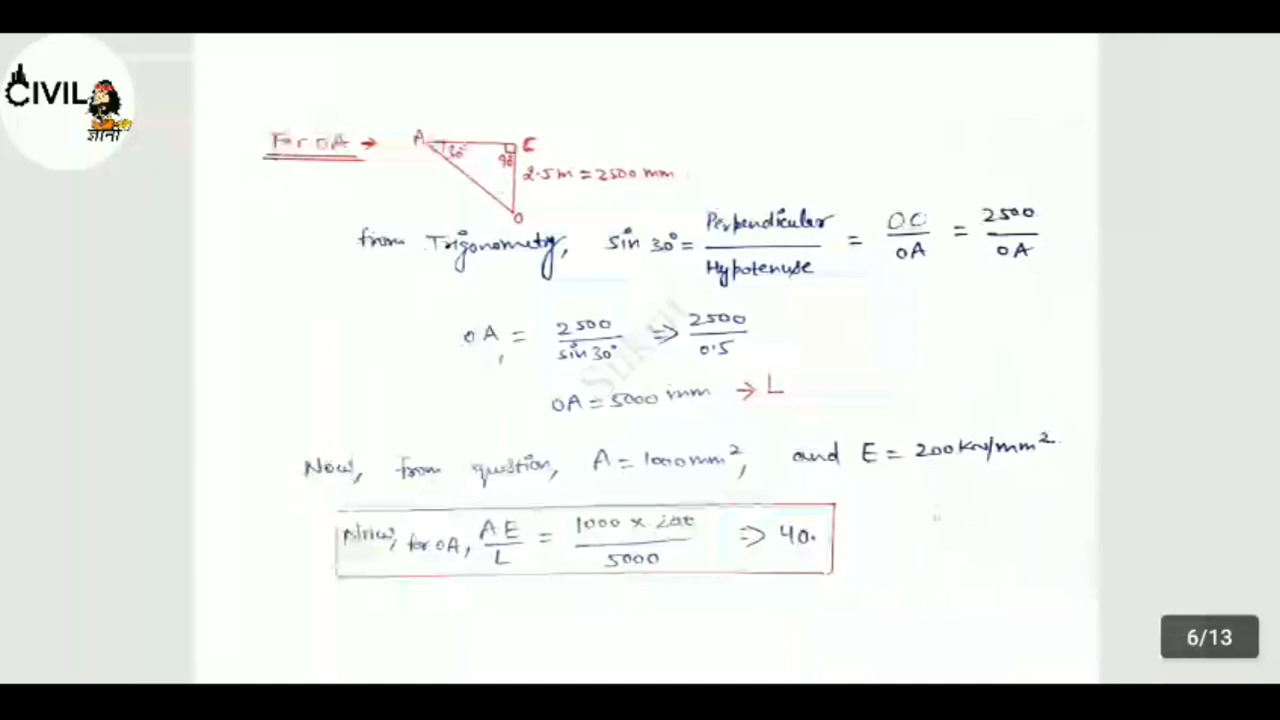 CIVIL
ज्ञानी
For OA →
A 30° 90° C
2.5m = 2500 mm
O
from Trigonometry, sin 30° = Perpendicular / Hypotenuse = OC / OA = 2500 / OA
OA = 2500 / sin 30° => 2500 / 0.5
OA = 5000 mm → L
Now, from question, A = 1000 mm², and E = 200 KN/mm².
Now, for OA, AE / L = 1000 × 200 / 5000 => 40.
6/13